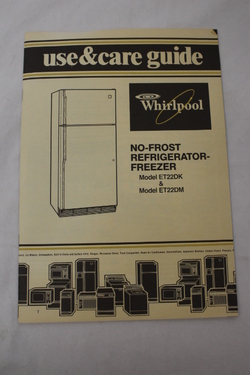 use&care guide
Whirlpool
NO-FROST
REFRIGERATOR-
FREEZER
Model ET22DK
&
Model ET22DM